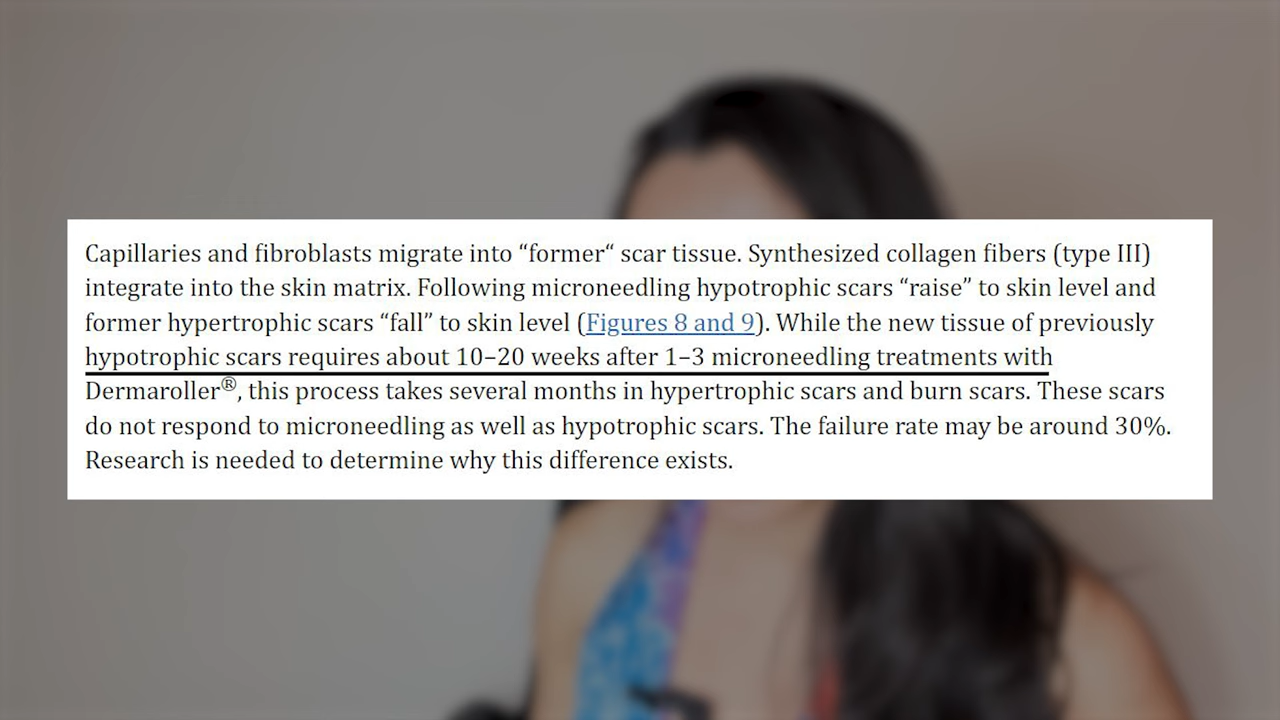 Capillaries and fibroblasts migrate into “former“ scar tissue. Synthesized collagen fibers (type III)
integrate into the skin matrix. Following microneedling hypotrophic scars “raise” to skin level and
former hypertrophic scars “fall” to skin level (Figures 8 and 9). While the new tissue of previously
hypotrophic scars requires about 10–20 weeks after 1–3 microneedling treatments with
Dermaroller®, this process takes several months in hypertrophic scars and burn scars. These scars
do not respond to microneedling as well as hypotrophic scars. The failure rate may be around 30%.
Research is needed to determine why this difference exists.